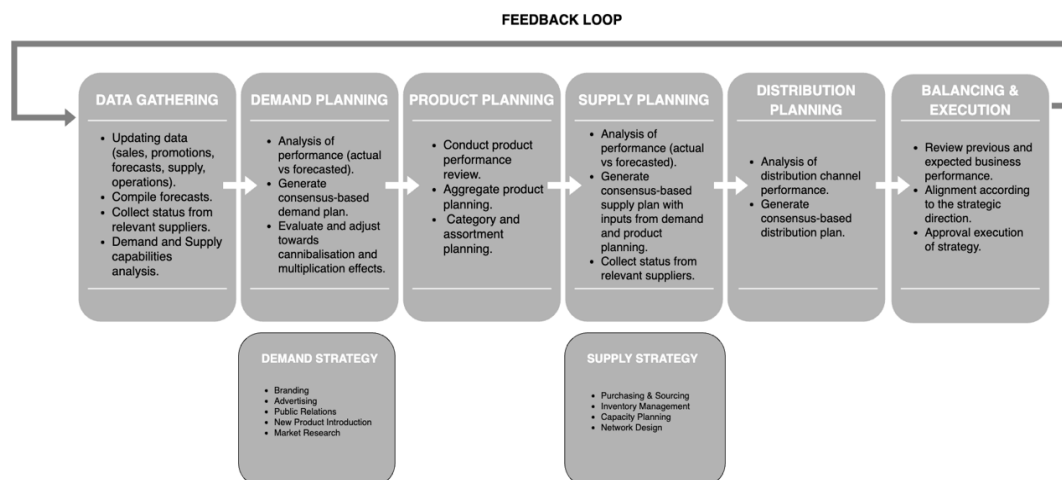 FEEDBACK LOOP
DATA GATHERING
• Updating data
(sales, promotions,
forecasts, supply,
operations).
• Compile forecasts.
• Collect status from
relevant suppliers.
• Demand and Supply
capabilities
analysis.
DEMAND PLANNING
• Analysis of
performance (actual
vs forecasted).
• Generate
consensus-based
demand plan.
• Evaluate and adjust
towards
cannibalisation and
multiplication effects.
PRODUCT PLANNING
• Conduct product
performance
review.
• Aggregate product
planning.
• Category and
assortment
planning.
SUPPLY PLANNING
• Analysis of
performance (actual
vs forecasted).
• Generate
consensus-based
supply plan with
inputs from demand
and product
planning.
• Collect status from
relevant suppliers.
DISTRIBUTION
PLANNING
• Analysis of
distribution channel
performance.
• Generate
consensus-based
distribution plan.
BALANCING &
EXECUTION
• Review previous and
expected business
performance.
• Alignment according
to the strategic
direction.
• Approval execution
of strategy.
DEMAND STRATEGY
• Branding
• Advertising
• Public Relations
• New Product Introduction
• Market Research
SUPPLY STRATEGY
• Purchasing & Sourcing
• Inventory Management
• Capacity Planning
• Network Design